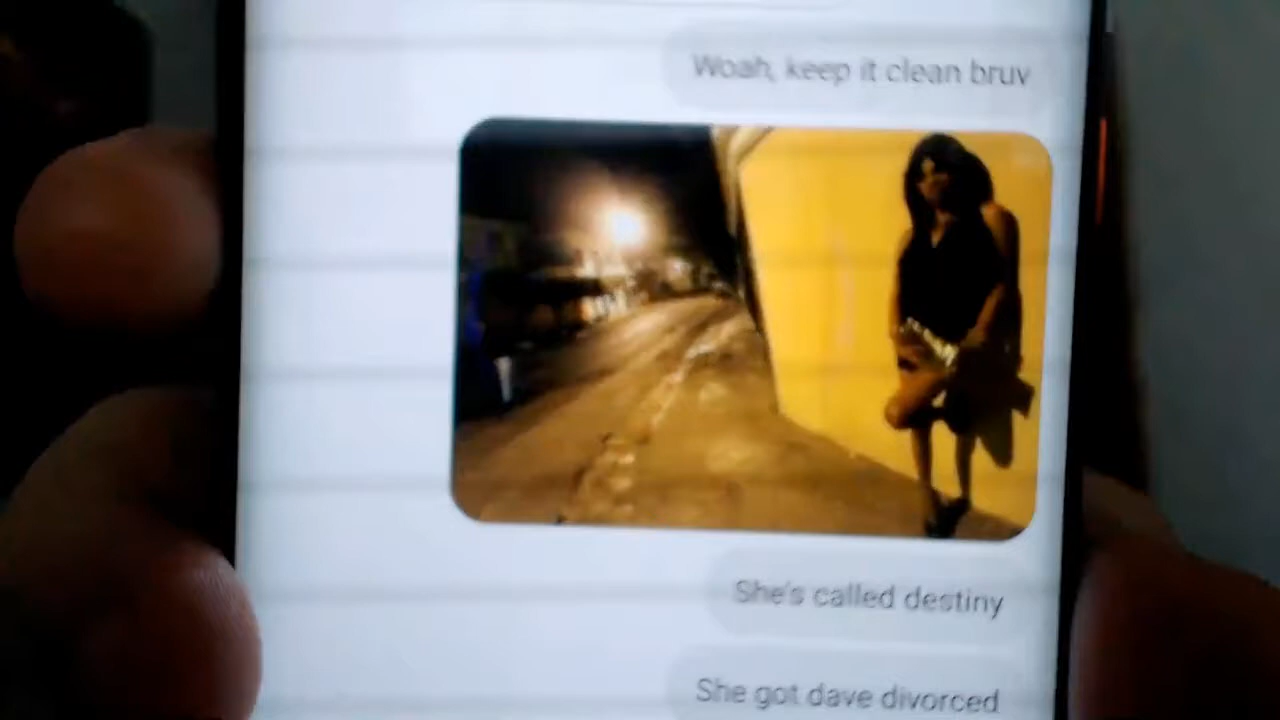 Woah, keep it clean bruv
She's called destiny
She got dave divorced